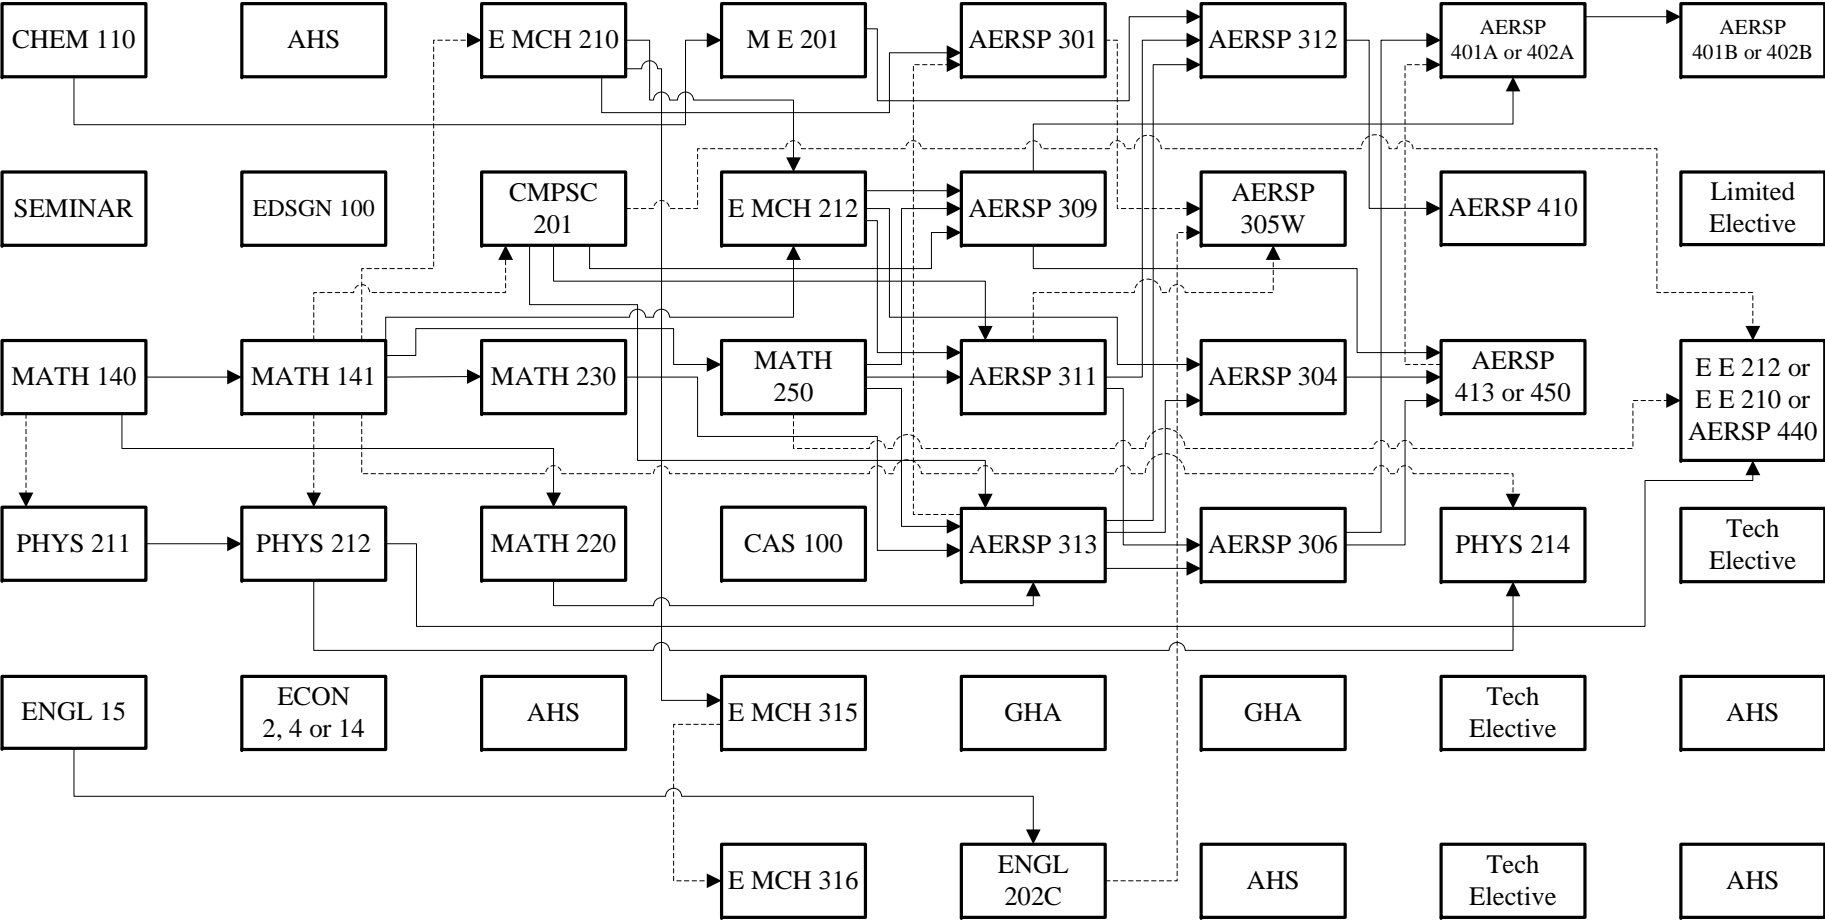 CHEM 110
AHS
E MCH 210
M E 201
AERSP 301
AERSP 312
AERSP
401A or 402A
AERSP
401B or 402B
SEMINAR
EDSGN 100
CMPSC
201
E MCH 212
AERSP 309
AERSP
305W
AERSP 410
Limited
Elective
MATH 140
MATH 141
MATH 230
MATH
250
AERSP 311
AERSP 304
AERSP
413 or 450
E E 212 or
E E 210 or
AERSP 440
PHYS 211
PHYS 212
MATH 220
CAS 100
AERSP 313
AERSP 306
PHYS 214
Tech
Elective
ENGL 15
ECON
2, 4 or 14
AHS
E MCH 315
GHA
GHA
Tech
Elective
AHS
E MCH 316
ENGL
202C
AHS
Tech
Elective
AHS